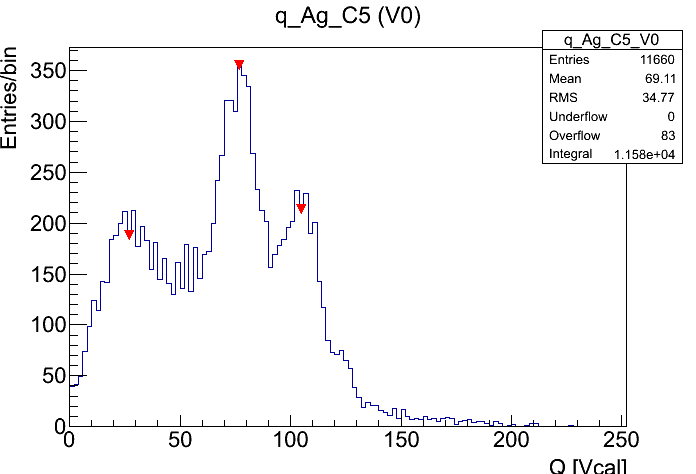 q_Ag_C5 (V0)
Entries/bin
q_Ag_C5_V0
Entries 11660
Mean 69.11
RMS 34.77
Underflow 0
Overflow 83
Integral 1.158e+04
350
300
250
200
150
100
50
0
0 50 100 150 200 250
Q [Vcal]